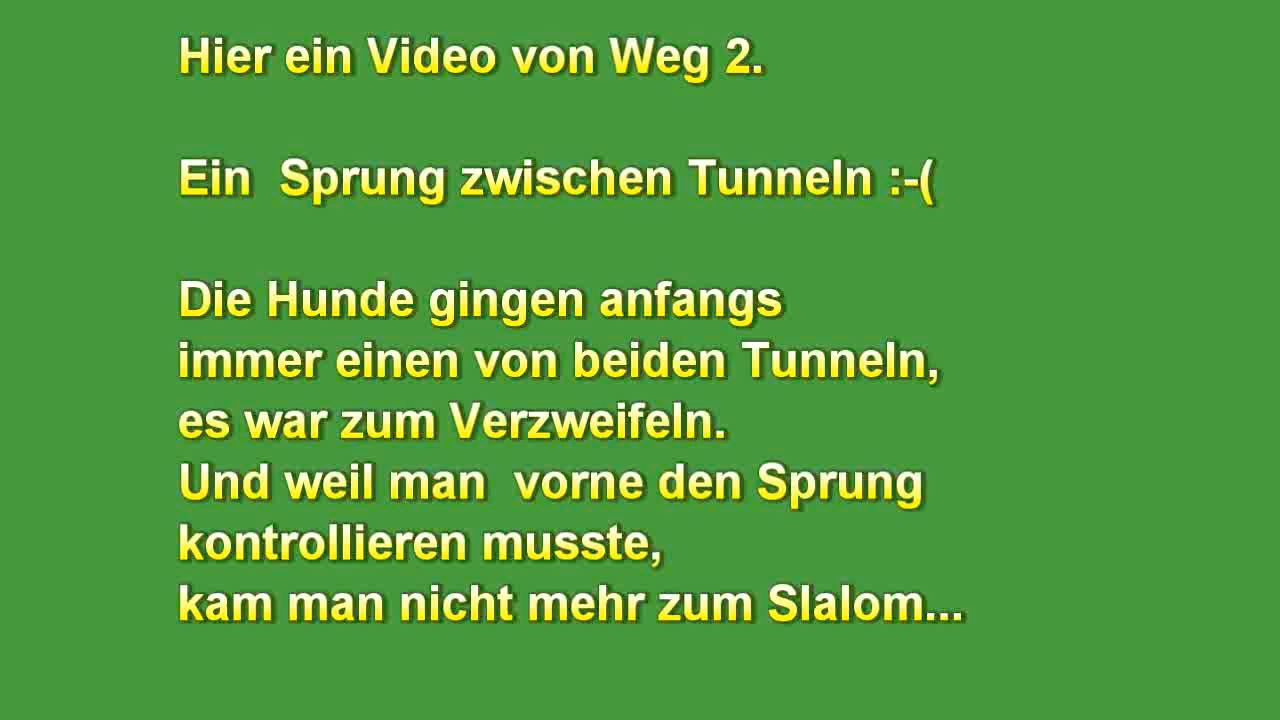 Hier ein Video von Weg 2.
Ein  Sprung zwischen Tunneln :-(
Die Hunde gingen anfangs
immer einen von beiden Tunneln,
es war zum Verzweifeln.
Und weil man  vorne den Sprung
kontrollieren musste,
kam man nicht mehr zum Slalom...